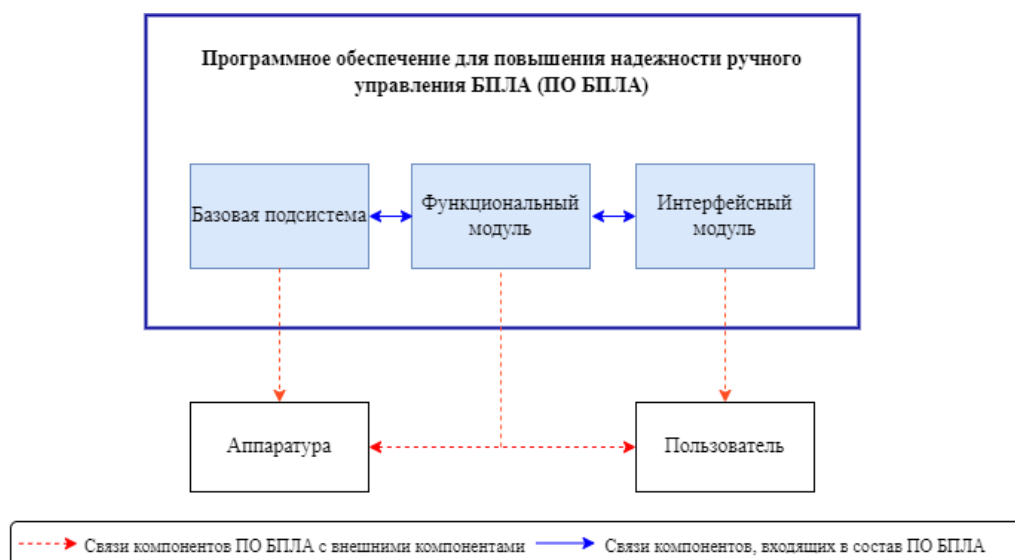 Программное обеспечение для повышения надежности ручного
управления БПЛА (ПО БПЛА)
Базовая подсистема
Функциональный
модуль
Интерфейсный
модуль
Аппаратура
Пользователь
Связи компонентов ПО БПЛА с внешними компонентами
Связи компонентов, входящих в состав ПО БПЛА